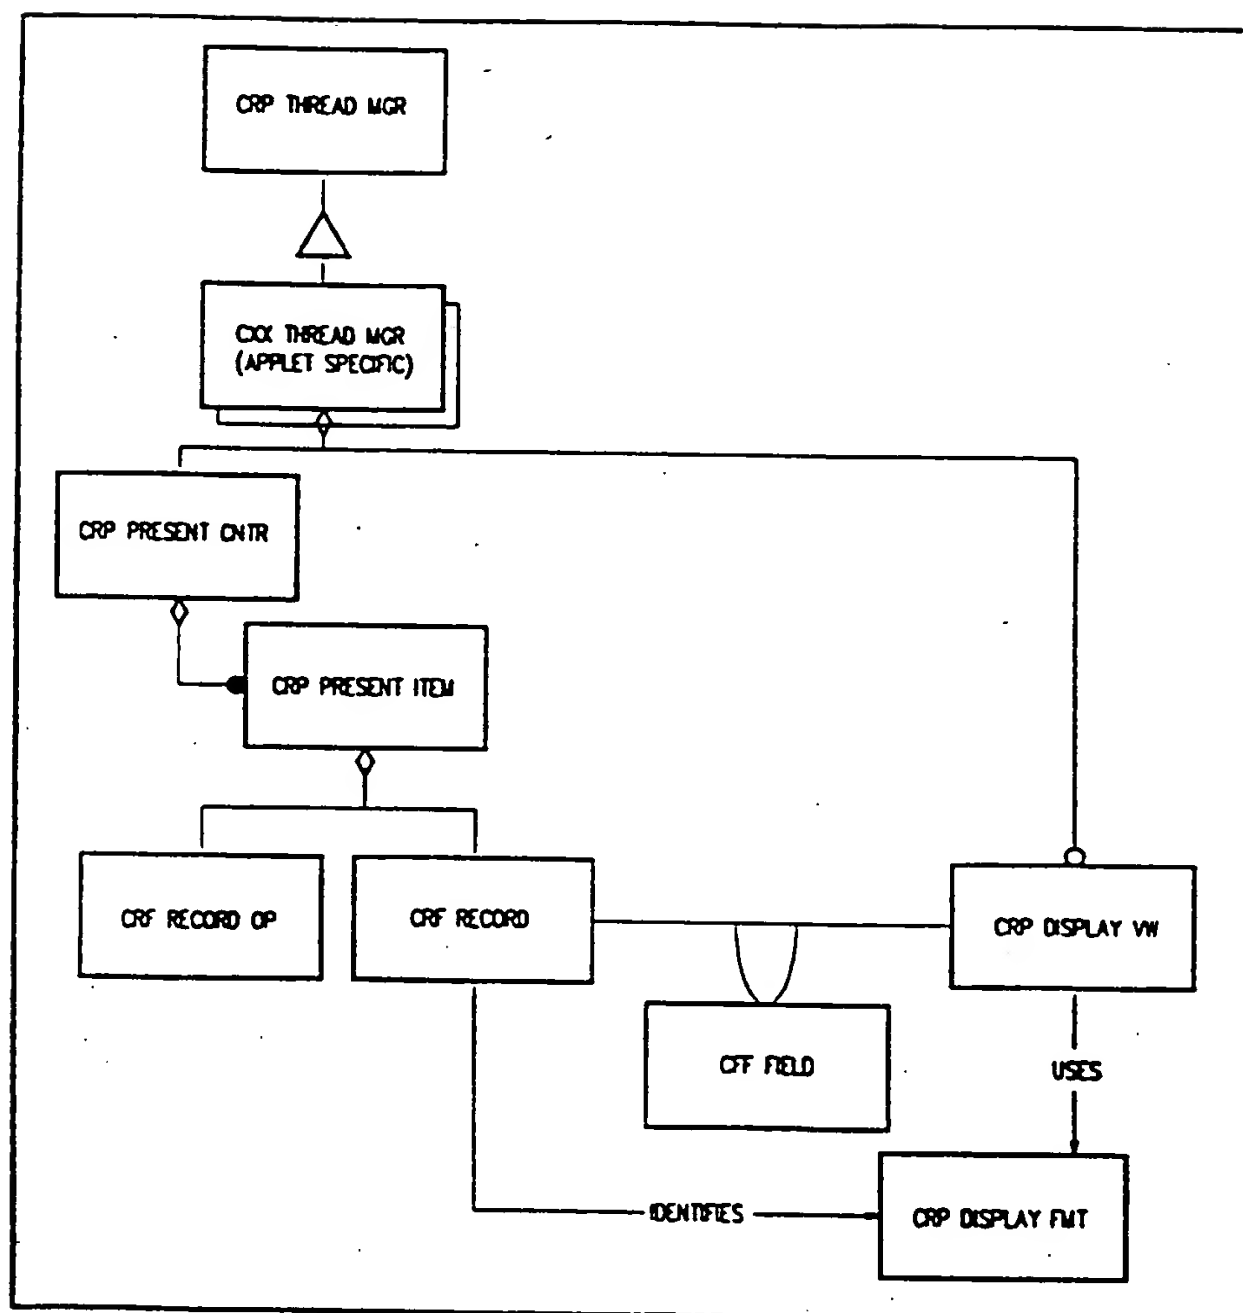 CRP THREAD MGR
CXX THREAD MGR
(APPLET SPECIFIC)
CRP PRESENT CNTR
CRP PRESENT ITEM
CRF RECORD OP
CRF RECORD
CRP DISPLAY VW
CFF FIELD
USES
IDENTIFIES
CRP DISPLAY FMT